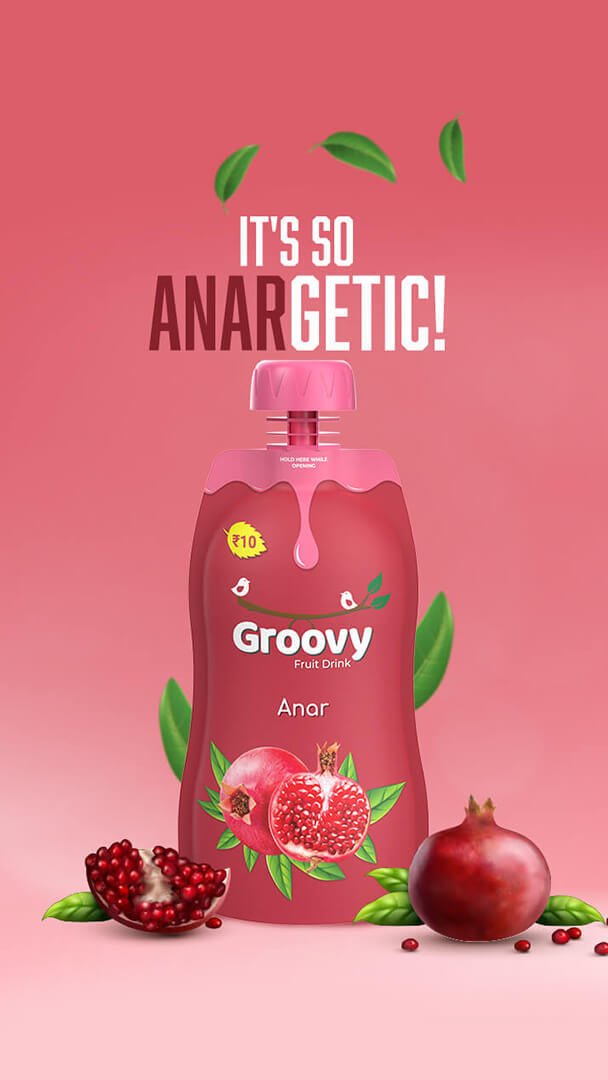 IT'S SO
ANARGETIC!
HOLD HERE WHILE
OPENING
₹10
Groovy
Fruit Drink
Anar